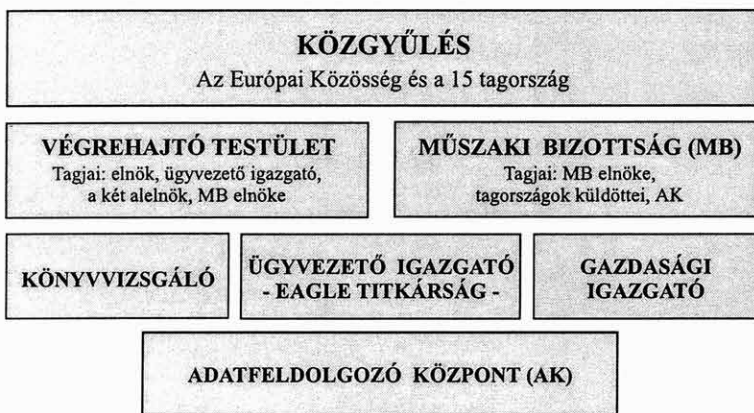 KÖZGYŰLÉS
Az Európai Közösség és a 15 tagország
VÉGREHAJTÓ TESTÜLET
Tagjai: elnök, ügyvezető igazgató,
a két alelnök, MB elnöke
MŰSZAKI BIZOTTSÁG (MB)
Tagjai: MB elnöke,
tagországok küldöttei, AK
KÖNYVVIZSGÁLÓ
ÜGYVEZETŐ IGAZGATÓ
- EAGLE TITKÁRSÁG -
GAZDASÁGI
IGAZGATÓ
ADATFELDOLGOZÓ KÖZPONT (AK)